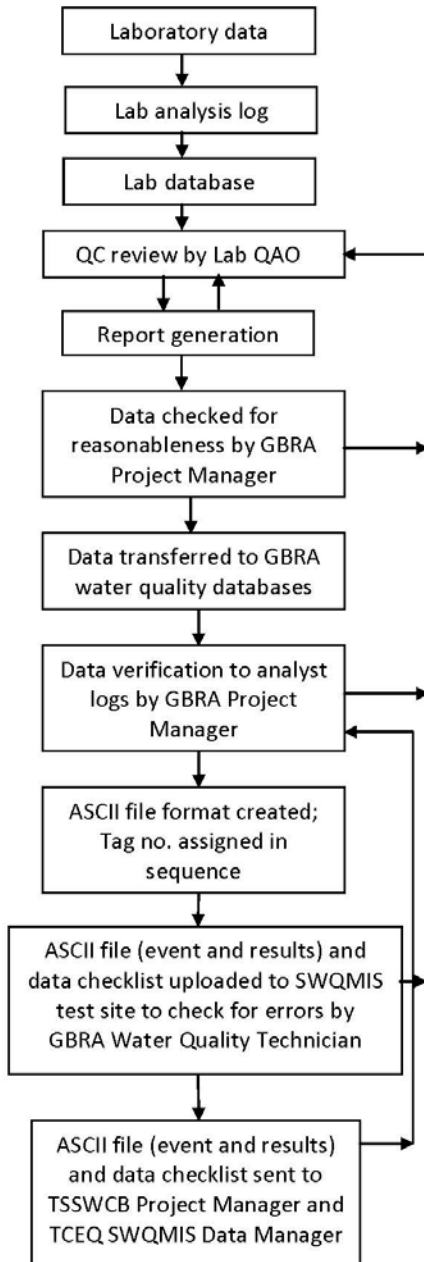 Laboratory data
Lab analysis log
Lab database
QC review by Lab QAO
Report generation
Data checked for
reasonableness by GBRA
Project Manager
Data transferred to GBRA
water quality databases
Data verification to analyst
logs by GBRA Project
Manager
ASCII file format created;
Tag no. assigned in
sequence
ASCII file (event and results) and
data checklist uploaded to SWQMIS
test site to check for errors by
GBRA Water Quality Technician
ASCII file (event and results)
and data checklist sent to
TSSWCB Project Manager and
TCEQ SWQMIS Data Manager